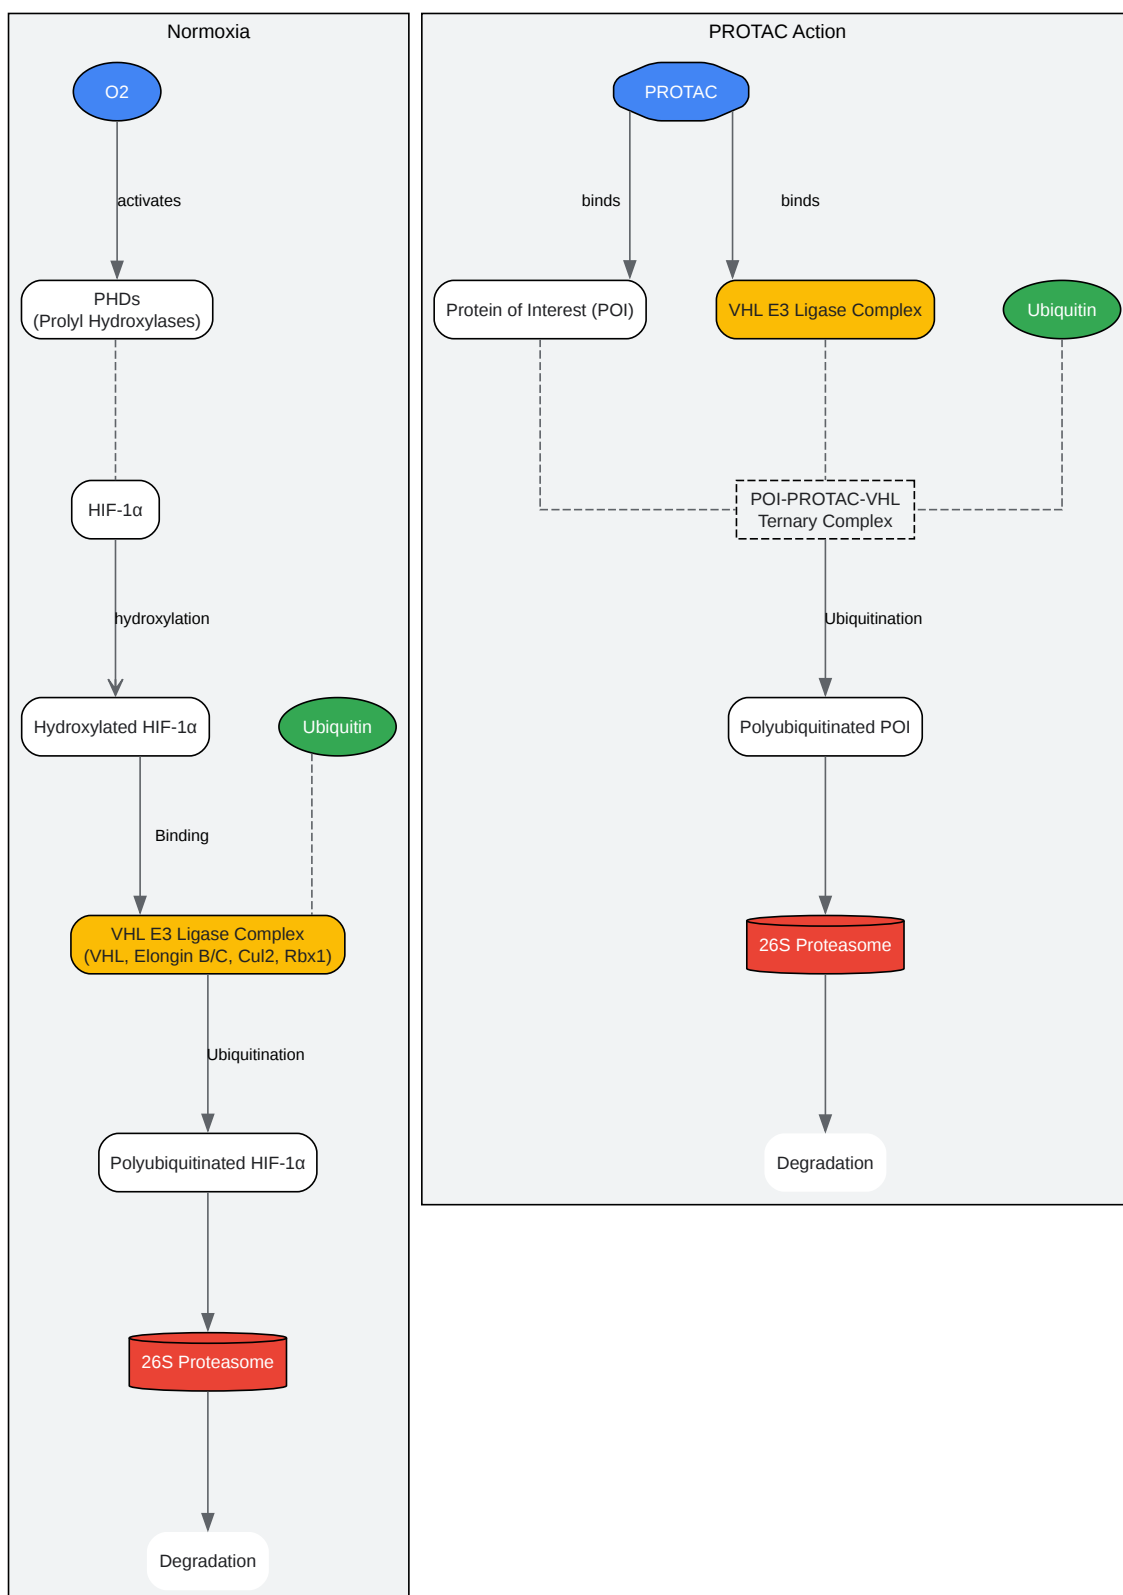 Normoxia
O2
activates
PHDs
(Prolyl Hydroxylases)
HIF-1α
hydroxylation
Hydroxylated HIF-1α
Ubiquitin
Binding
VHL E3 Ligase Complex
(VHL, Elongin B/C, Cul2, Rbx1)
Ubiquitination
Polyubiquitinated HIF-1α
26S Proteasome
Degradation
PROTAC Action
PROTAC
binds
binds
Protein of Interest (POI)
VHL E3 Ligase Complex
Ubiquitin
POI-PROTAC-VHL
Ternary Complex
Ubiquitination
Polyubiquitinated POI
26S Proteasome
Degradation